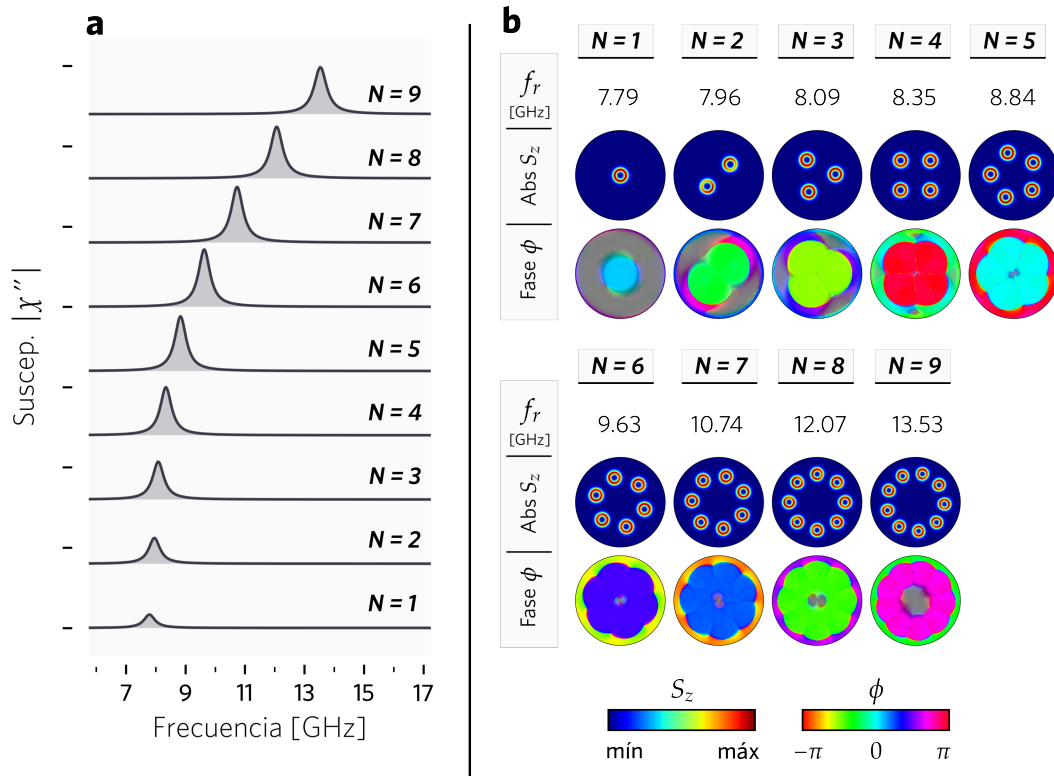 a
Suscep. |χ″|
N = 9
N = 8
N = 7
N = 6
N = 5
N = 4
N = 3
N = 2
N = 1
7 9 11 13 15 17
Frecuencia [GHz]
b
N = 1 N = 2 N = 3 N = 4 N = 5
f_r
[GHz]
7.79 7.96 8.09 8.35 8.84
Abs S_z
Fase ϕ
N = 6 N = 7 N = 8 N = 9
f_r
[GHz]
9.63 10.74 12.07 13.53
Abs S_z
Fase ϕ
S_z
mín máx
ϕ
−π 0 π